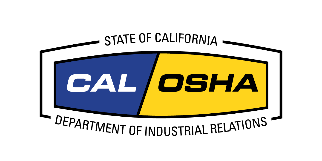 STATE OF CALIFORNIA
CAL OSHA
DEPARTMENT OF INDUSTRIAL RELATIONS